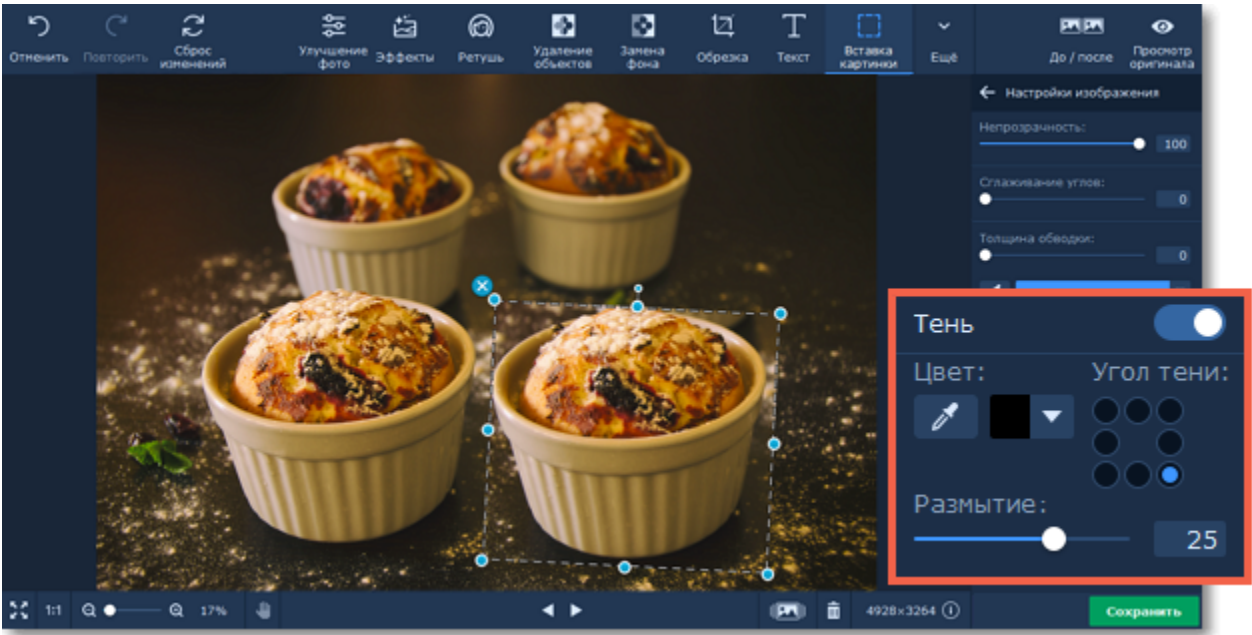 Отменить
Повторить
Сброс
изменений
Улучшение
фото
Эффекты
Ретушь
Удаление
объектов
Замена
фона
Обрезка
Текст
Вставка
картинки
Ещё
До / после
Просмотр
оригинала
Настройки изображения
Непрозрачность:
100
Сглаживание углов:
0
Толщина обводки:
0
Тень
Цвет:
Угол тени:
Размытие:
25
1:1
17%
4928×3264
Сохранить